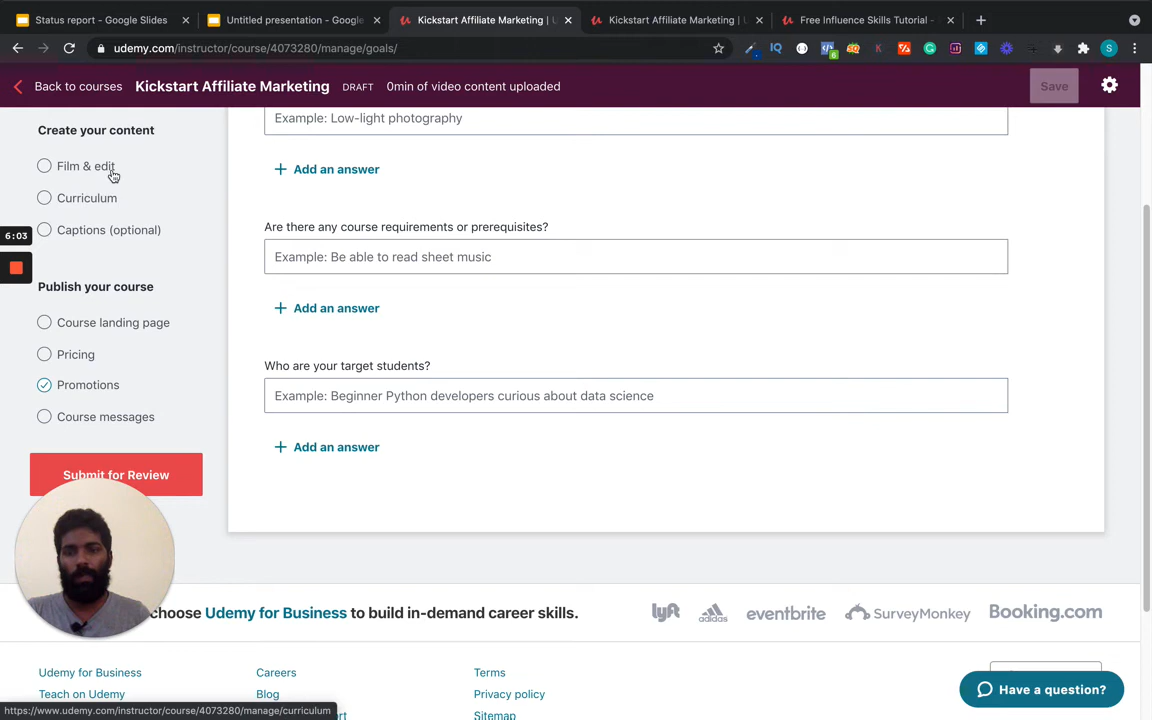 Status report - Google Slides
Untitled presentation - Google
Kickstart Affiliate Marketing | U
Kickstart Affiliate Marketing | U
Free Influence Skills Tutorial -
udemy.com/instructor/course/4073280/manage/goals/
IQ
6
K
S
Back to courses
Kickstart Affiliate Marketing
DRAFT
0min of video content uploaded
Save
Create your content
Film & edit
Curriculum
Captions (optional)
6:03
Publish your course
Course landing page
Pricing
Promotions
Course messages
Submit for Review
Example: Low-light photography
Add an answer
Are there any course requirements or prerequisites?
Example: Be able to read sheet music
Add an answer
Who are your target students?
Example: Beginner Python developers curious about data science
Add an answer
choose Udemy for Business to build in-demand career skills.
lyft
adidas
eventbrite
SurveyMonkey
Booking.com
Udemy for Business
Teach on Udemy
Careers
Blog
Terms
Privacy policy
Sitemap
Have a question?
https://www.udemy.com/instructor/course/4073280/manage/curriculum